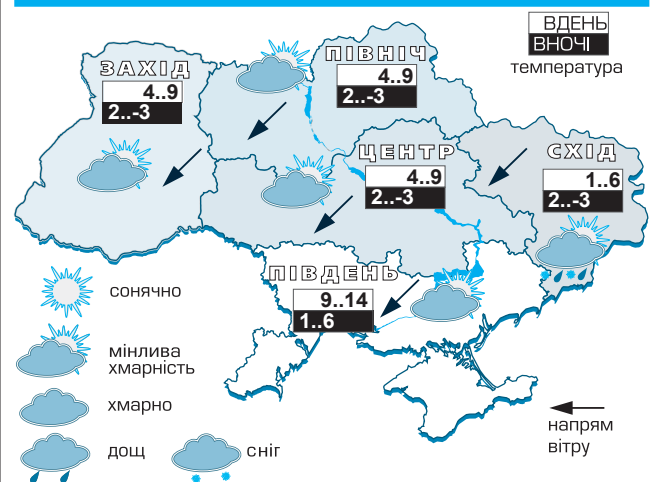 ВДЕНЬ
ВНОЧІ
температура
ЗАХІД
4..9
2..-3
ПІВНІЧ
4..9
2..-3
ЦЕНТР
4..9
2..-3
СХІД
1..6
2..-3
ПІВДЕНЬ
9..14
1..6
сонячно
мінлива
хмарність
хмарно
дощ
сніг
напрям
вітру